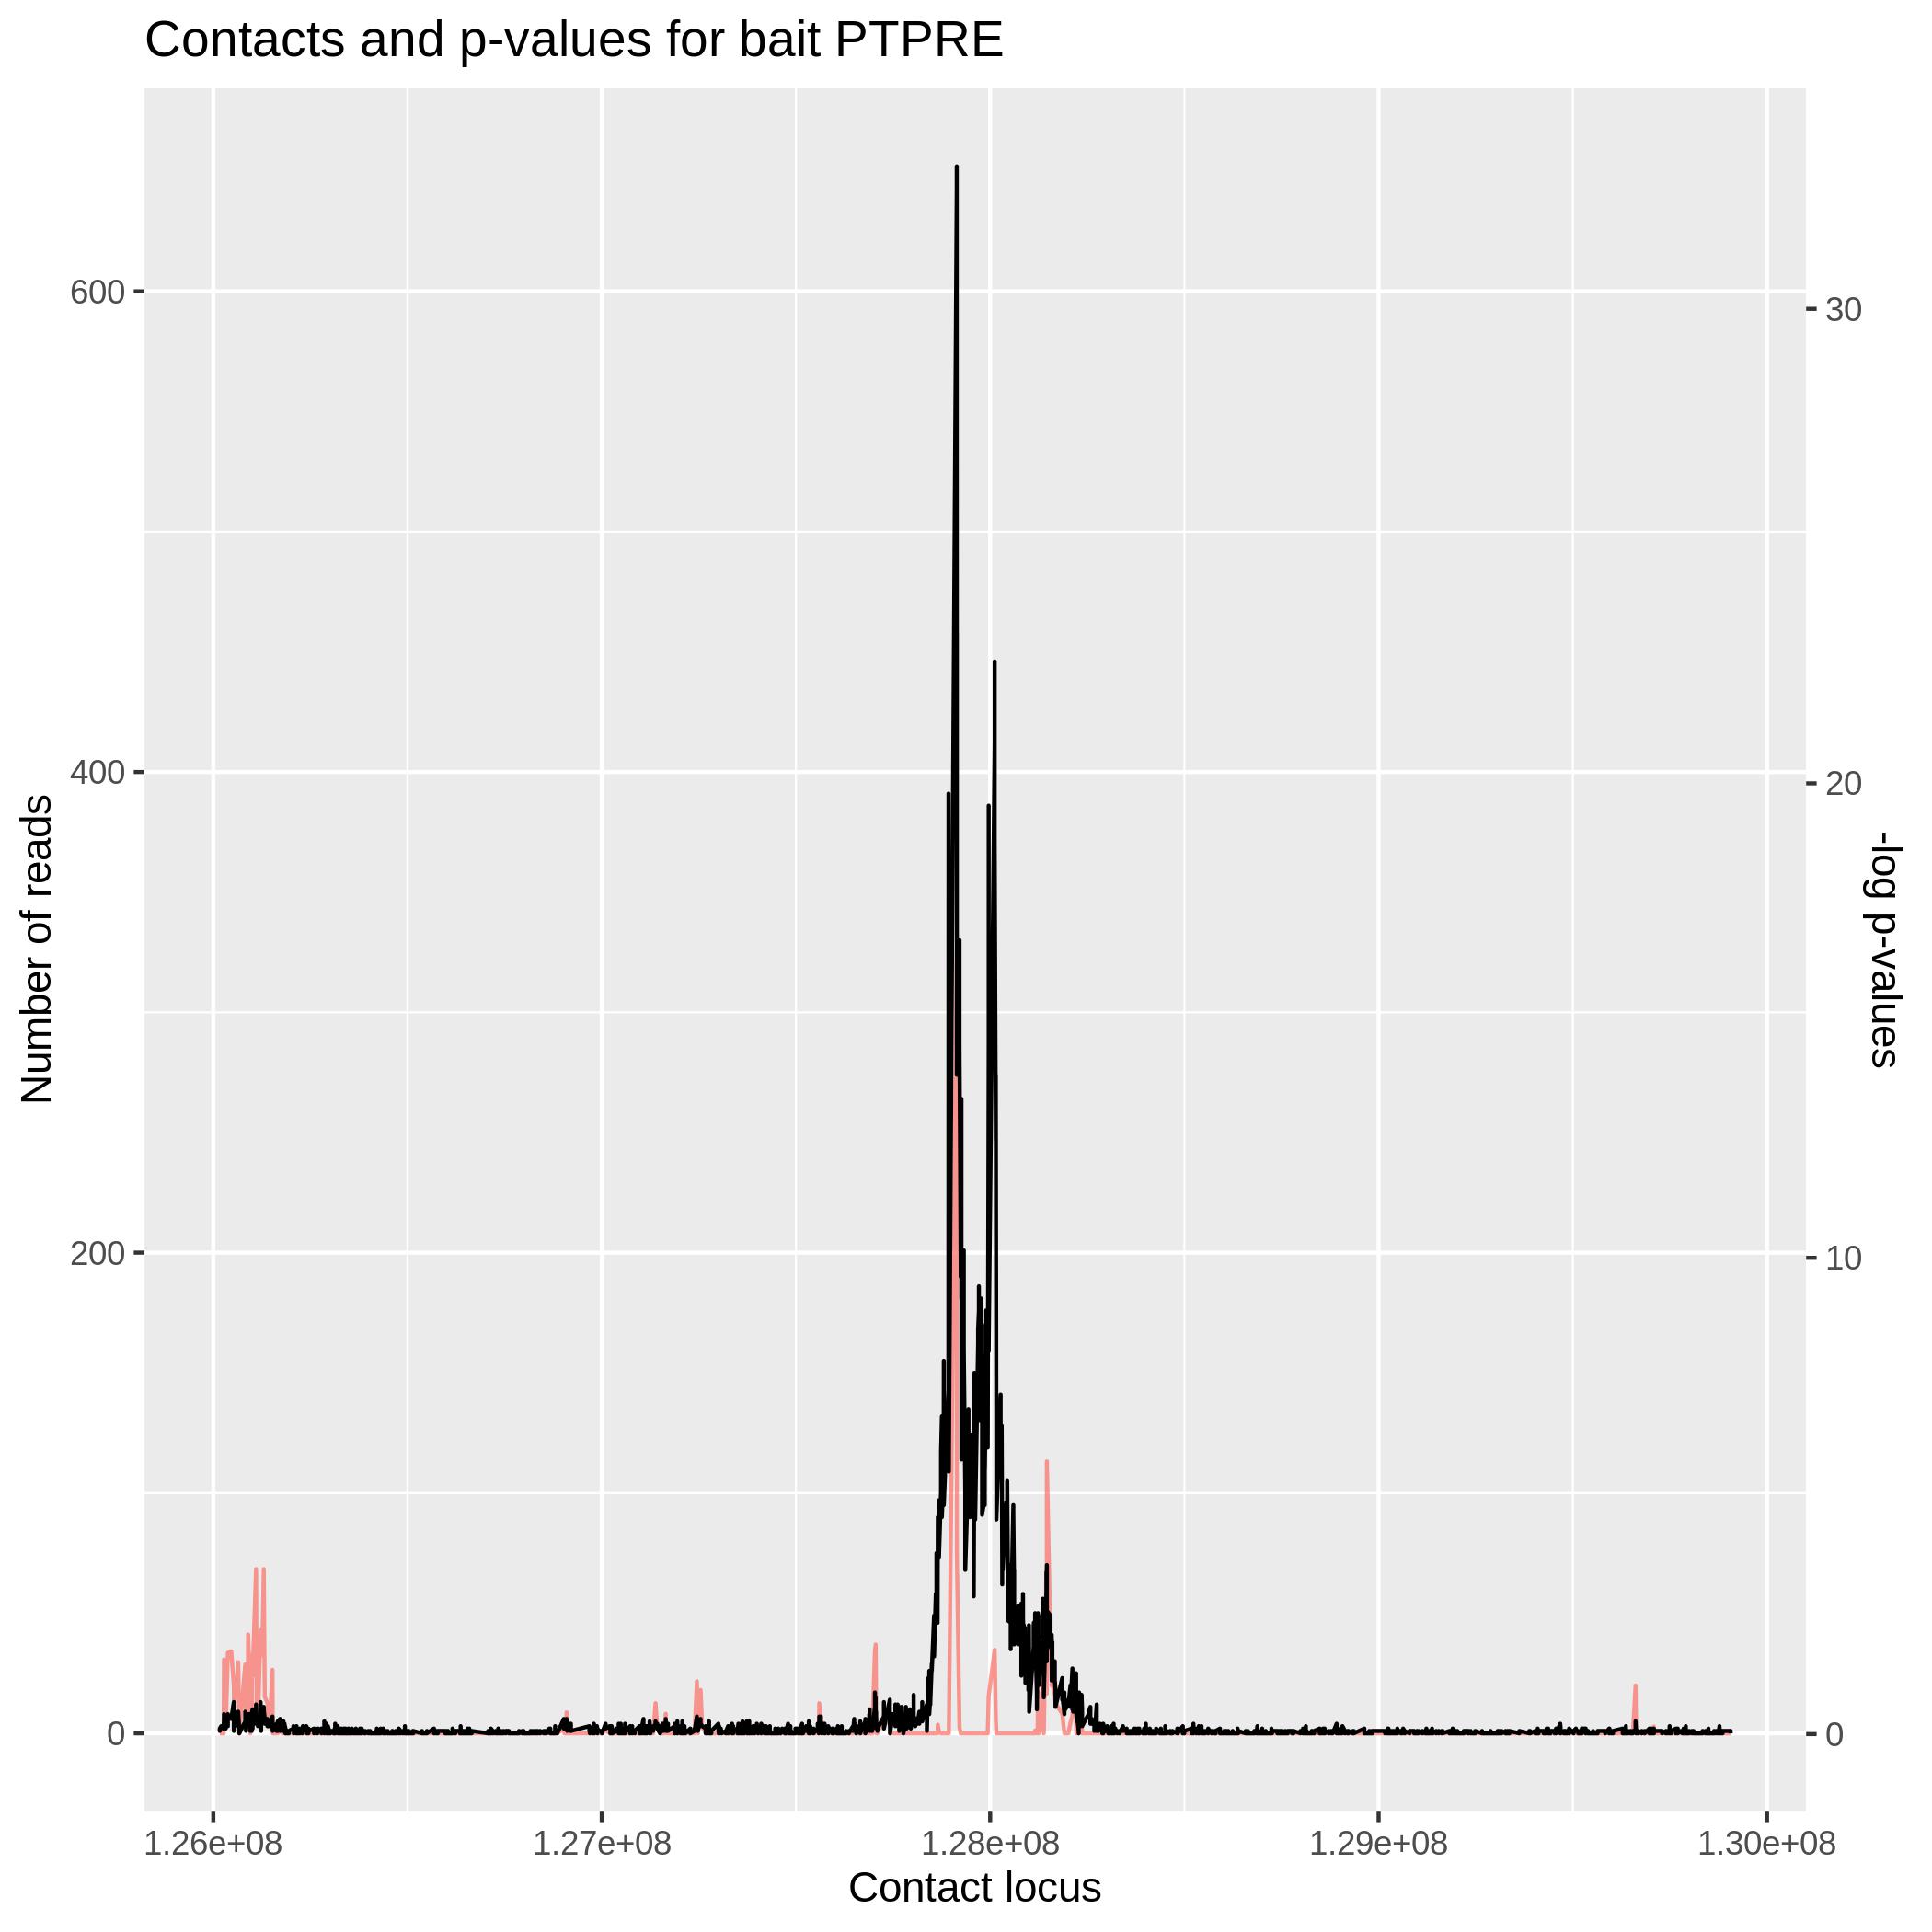 Contacts and p-values for bait PTPRE
Number of reads
600
400
200
0
30
20
10
0
-log p-values
1.26e+08
1.27e+08
1.28e+08
1.29e+08
1.30e+08
Contact locus